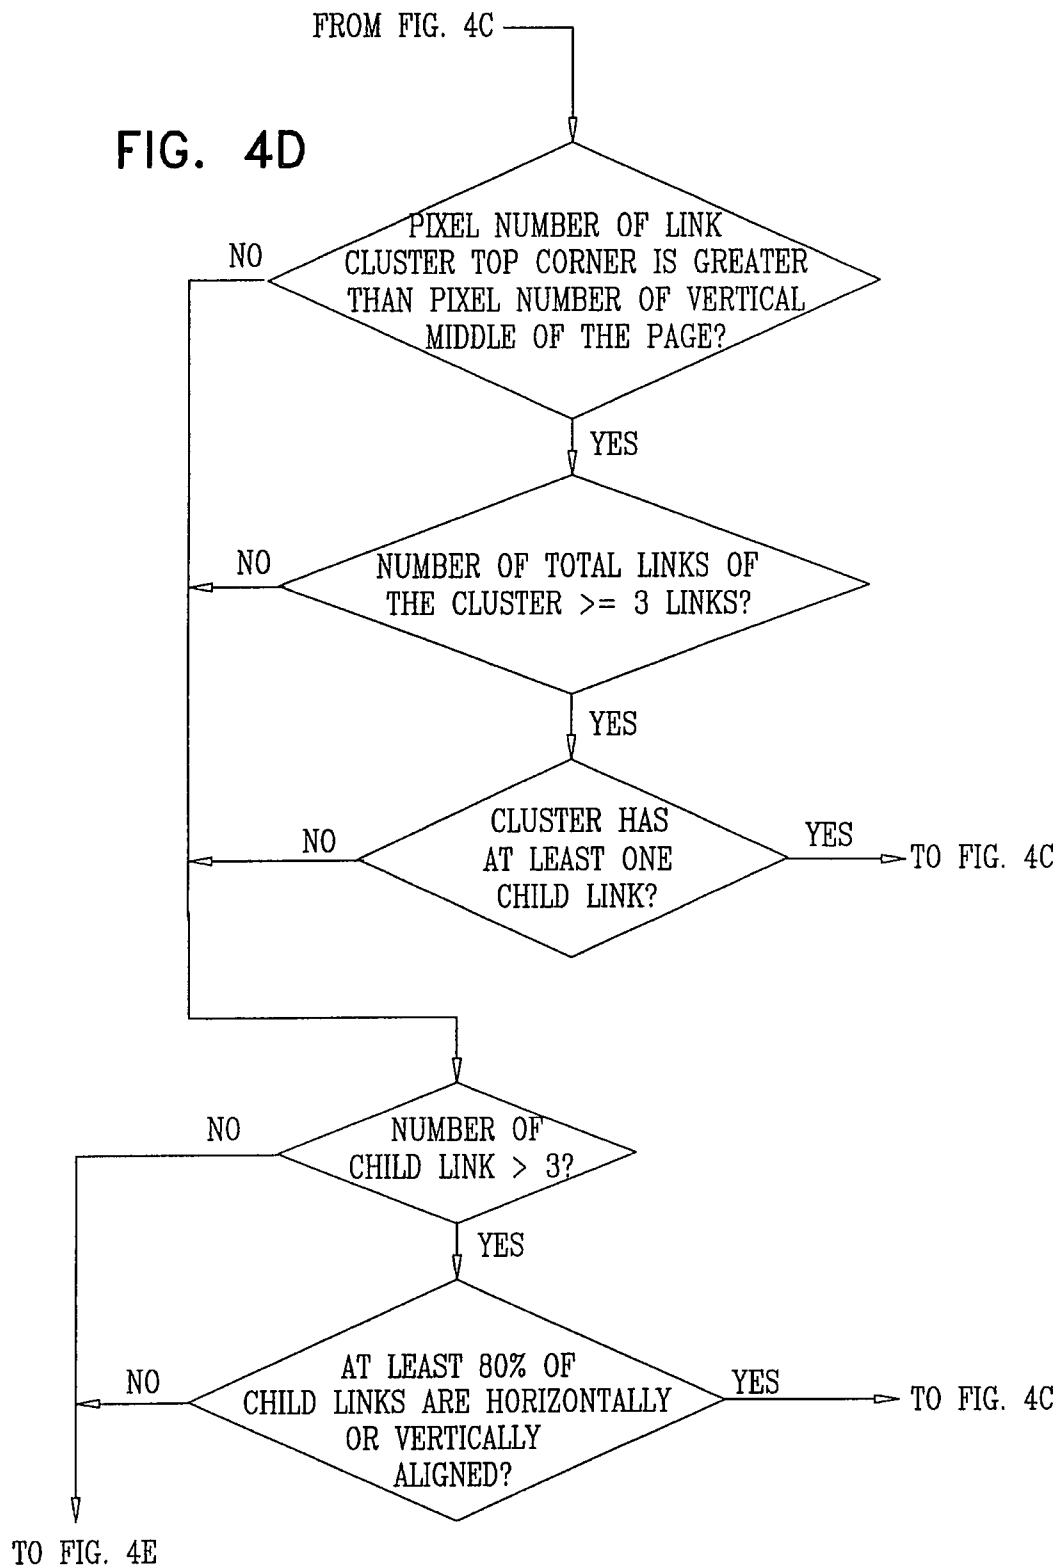 FROM FIG. 4C
FIG. 4D
PIXEL NUMBER OF LINK
CLUSTER TOP CORNER IS GREATER
THAN PIXEL NUMBER OF VERTICAL
MIDDLE OF THE PAGE?
NO
YES
NUMBER OF TOTAL LINKS OF
THE CLUSTER >= 3 LINKS?
NO
YES
CLUSTER HAS
AT LEAST ONE
CHILD LINK?
NO
YES
TO FIG. 4C
NUMBER OF
CHILD LINK > 3?
NO
YES
AT LEAST 80% OF
CHILD LINKS ARE HORIZONTALLY
OR VERTICALLY
ALIGNED?
NO
YES
TO FIG. 4C
TO FIG. 4E